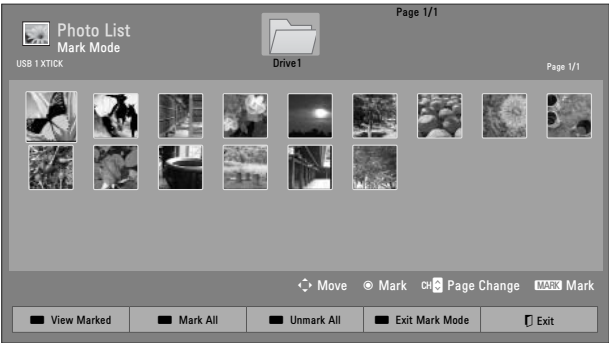 Page 1/1
Photo List
Mark Mode
USB 1 XTICK
Drive1
Page 1/1
Move Mark CH Page Change MARK Mark
View Marked Mark All Unmark All Exit Mark Mode Exit